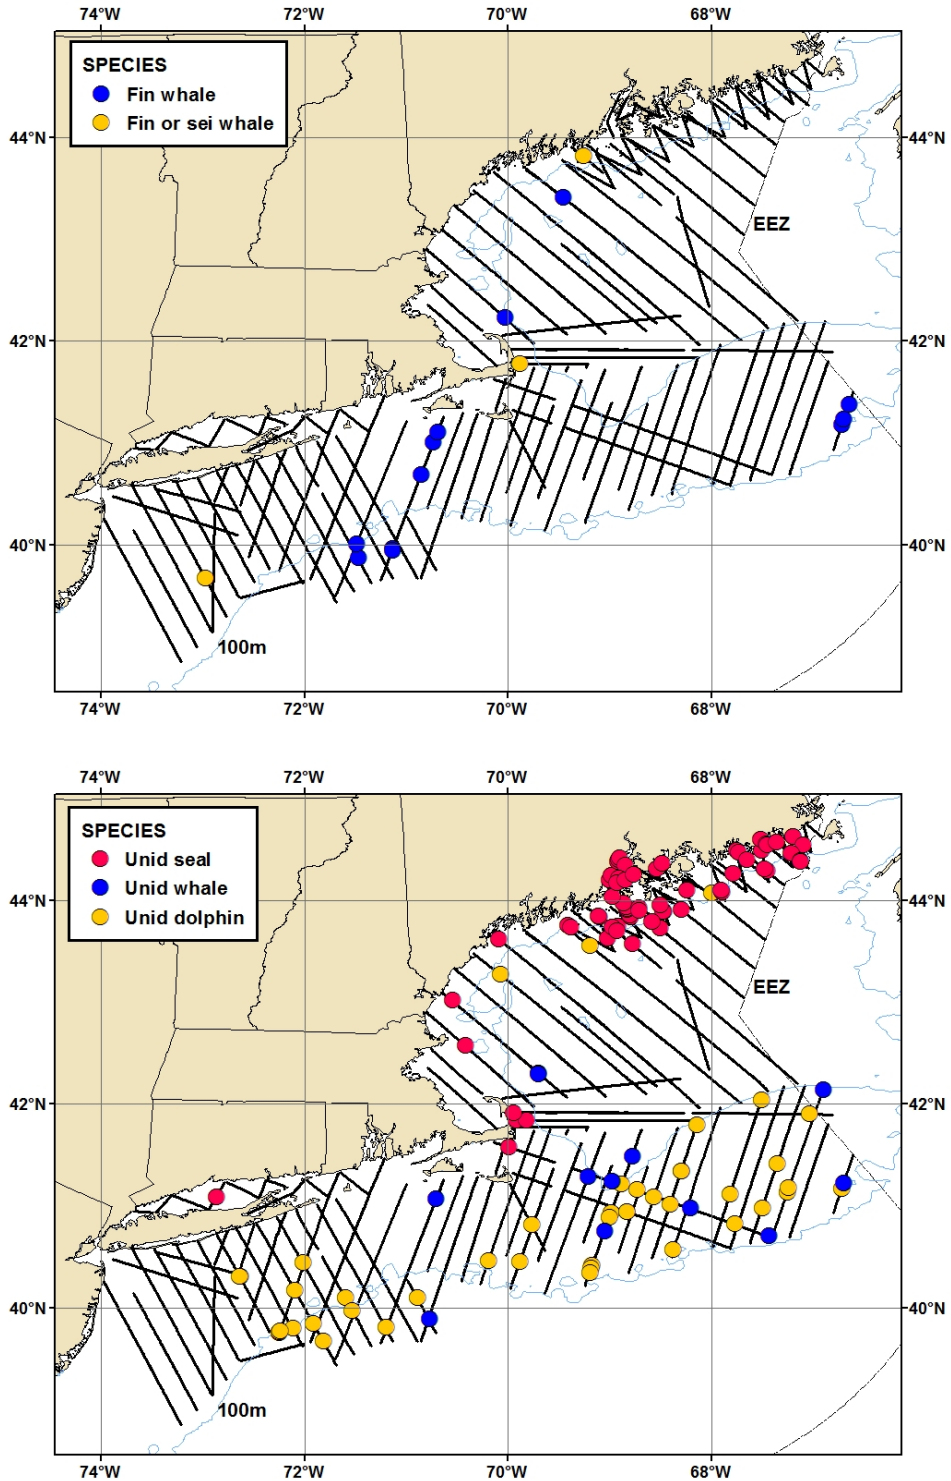 74°W 72°W 70°W 68°W
SPECIES
Fin whale
Fin or sei whale
44°N 44°N
EEZ
42°N 42°N
40°N 40°N
100m
74°W 72°W 70°W 68°W
74°W 72°W 70°W 68°W
SPECIES
Unid seal
Unid whale
Unid dolphin
44°N 44°N
EEZ
42°N 42°N
40°N 40°N
100m
74°W 72°W 70°W 68°W